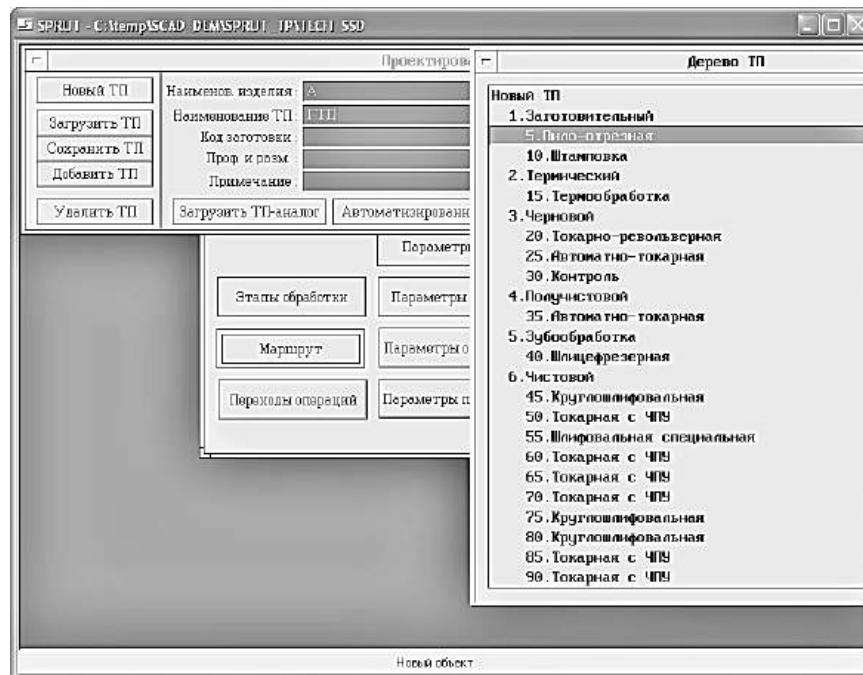 SPRUT - C:\temp\SCAD_DEM\SPRUT_TP\TECH.SSD
Проектирова
Новый ТП
Загрузить ТП
Сохранить ТП
Добавить ТП
Удалить ТП
Наименов. изделия: А
Наименование ТП: ГТП
Код заготовки:
Проф. и разм.
Примечание:
Загрузить ТП-аналог
Автоматизированн
Параметри
Этапы обработки
Параметры
Маршрут
Параметры о
Переходы операций
Параметры п
Дерево ТП
Новый ТП
1.Заготовительный
5.Пило-отрезная
10.Штамповка
2.Термический
15.Термообработка
3.Черновой
20.Токарно-револьверная
25.Автоматно-токарная
30.Контроль
4.Получистовой
35.Автоматно-токарная
5.Зубообработка
40.Шлицефрезерная
6.Чистовой
45.Круглошлифовальная
50.Токарная с ЧПУ
55.Шлифовальная специальная
60.Токарная с ЧПУ
65.Токарная с ЧПУ
70.Токарная с ЧПУ
75.Круглошлифовальная
80.Круглошлифовальная
85.Токарная с ЧПУ
90.Токарная с ЧПУ
Новый объект